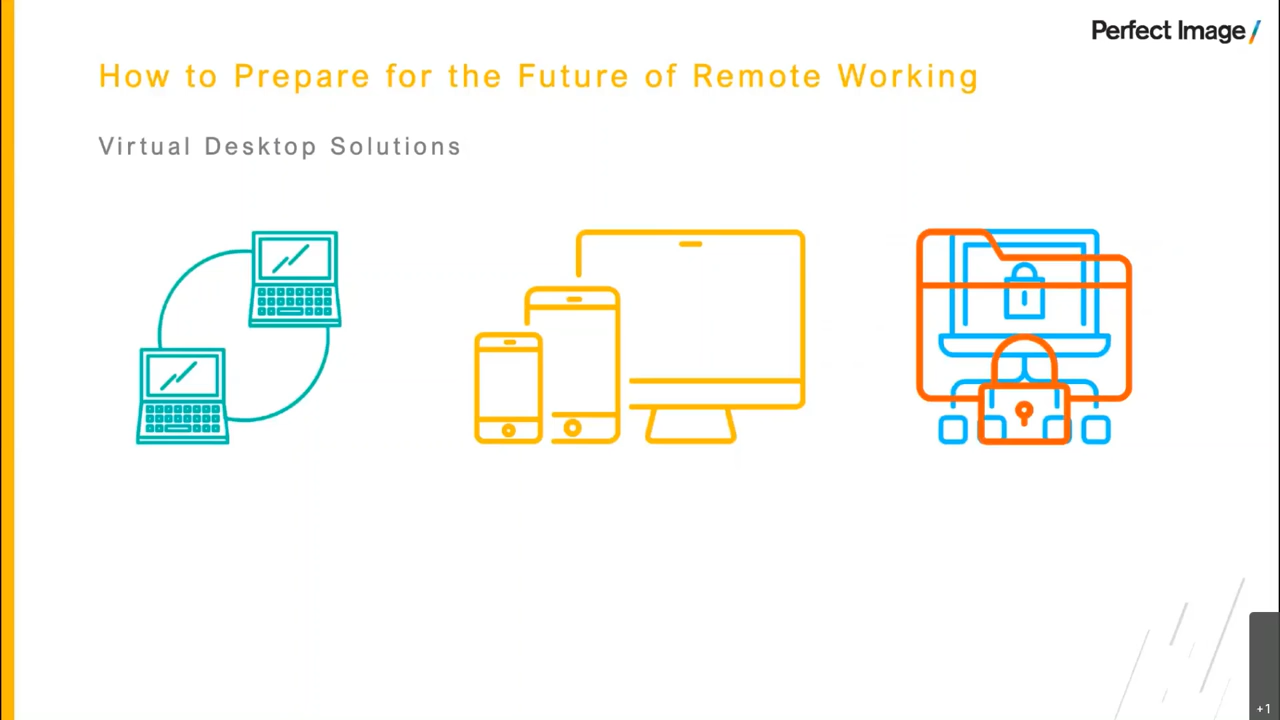 Perfect Image/
How to Prepare for the Future of Remote Working
Virtual Desktop Solutions
+1